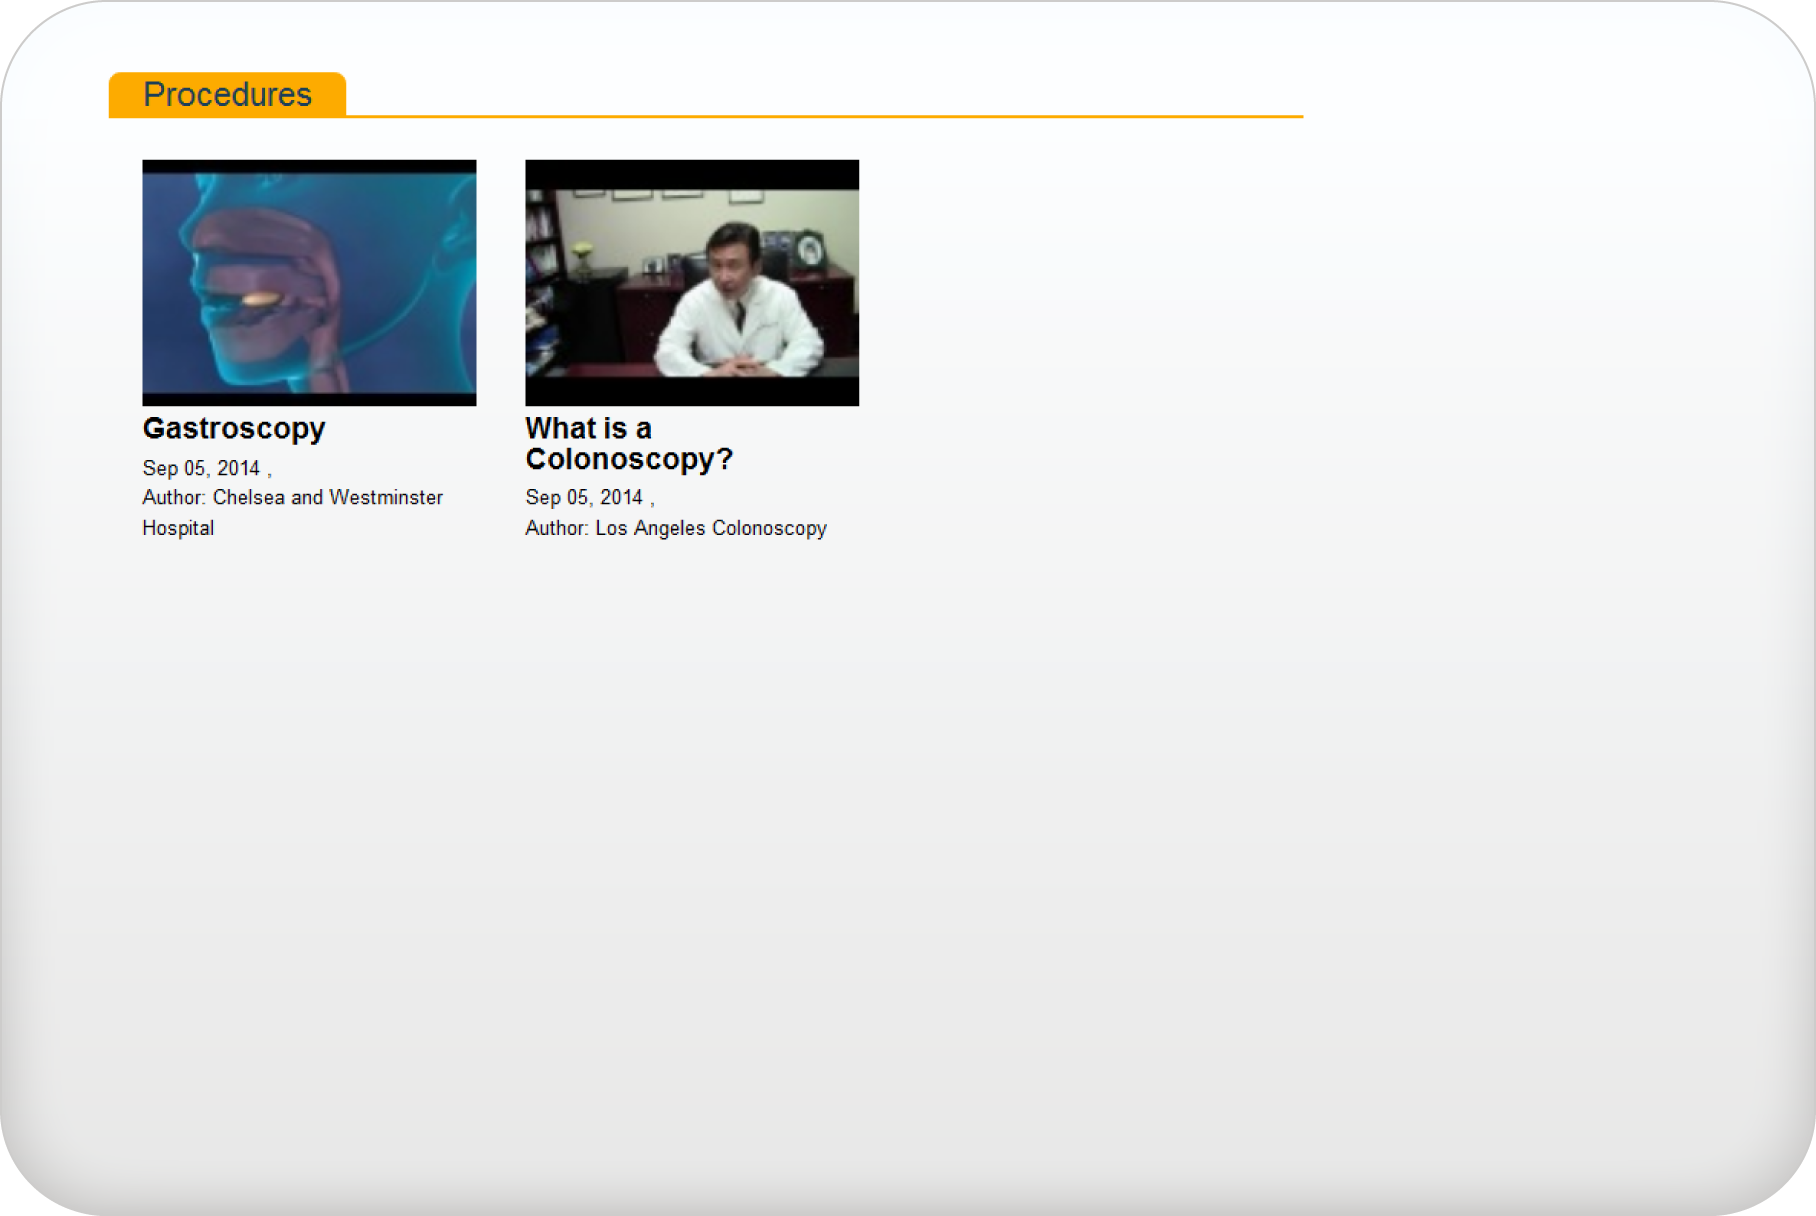 Procedures
Gastroscopy
Sep 05, 2014 ,
Author: Chelsea and Westminster
Hospital
What is a
Colonoscopy?
Sep 05, 2014 ,
Author: Los Angeles Colonoscopy